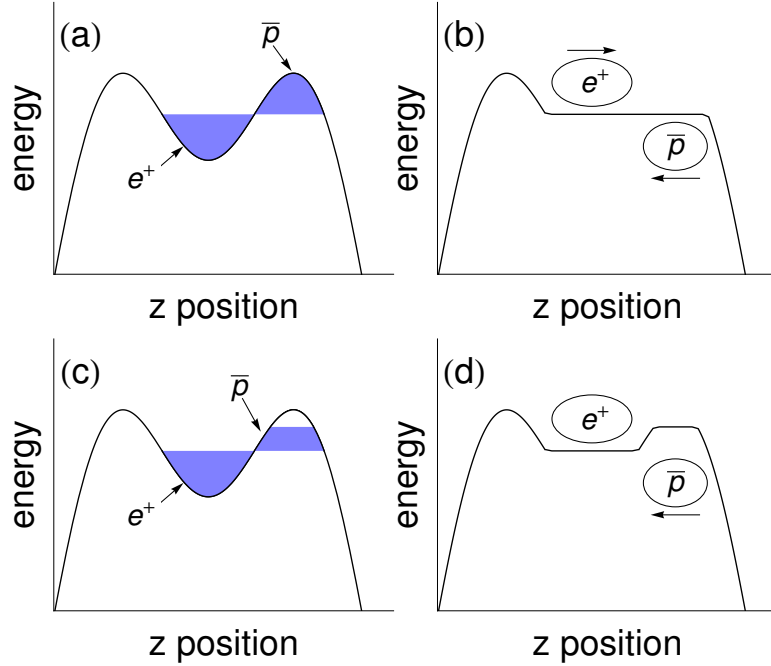 (a)
p̅
e⁺
energy
z position
(b)
e⁺
p̅
energy
z position
(c)
p̅
e⁺
energy
z position
(d)
e⁺
p̅
energy
z position